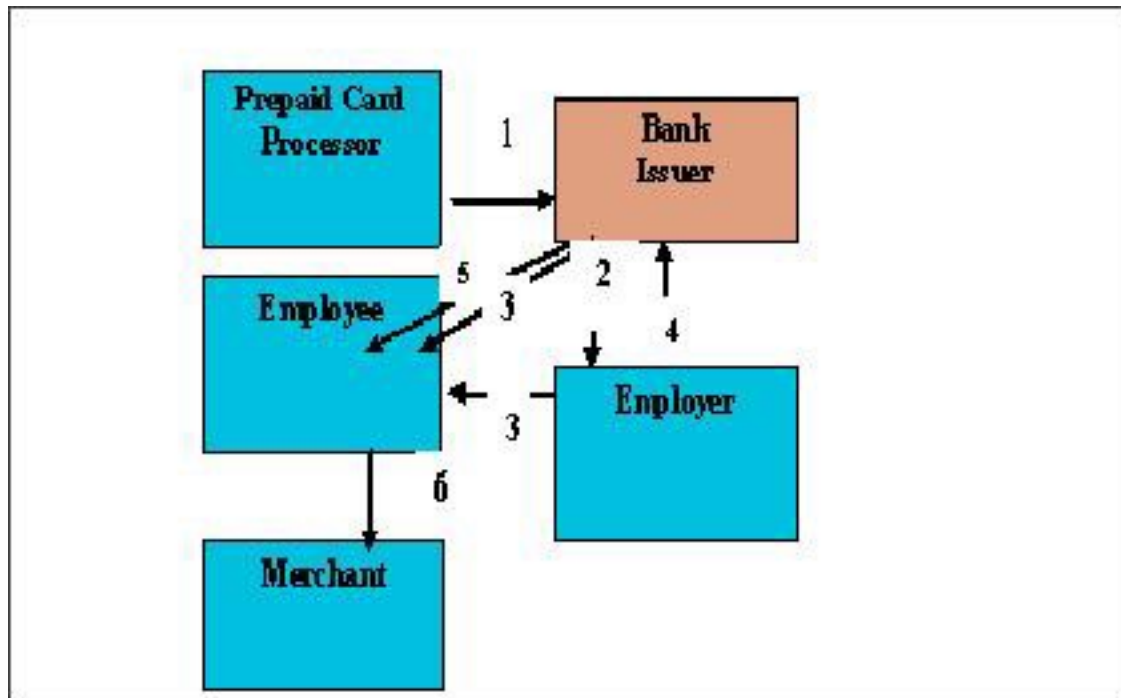 Prepaid Card
Processor
1
Bank
Issuer
5
3
2
4
Employee
Employer
3
6
Merchant